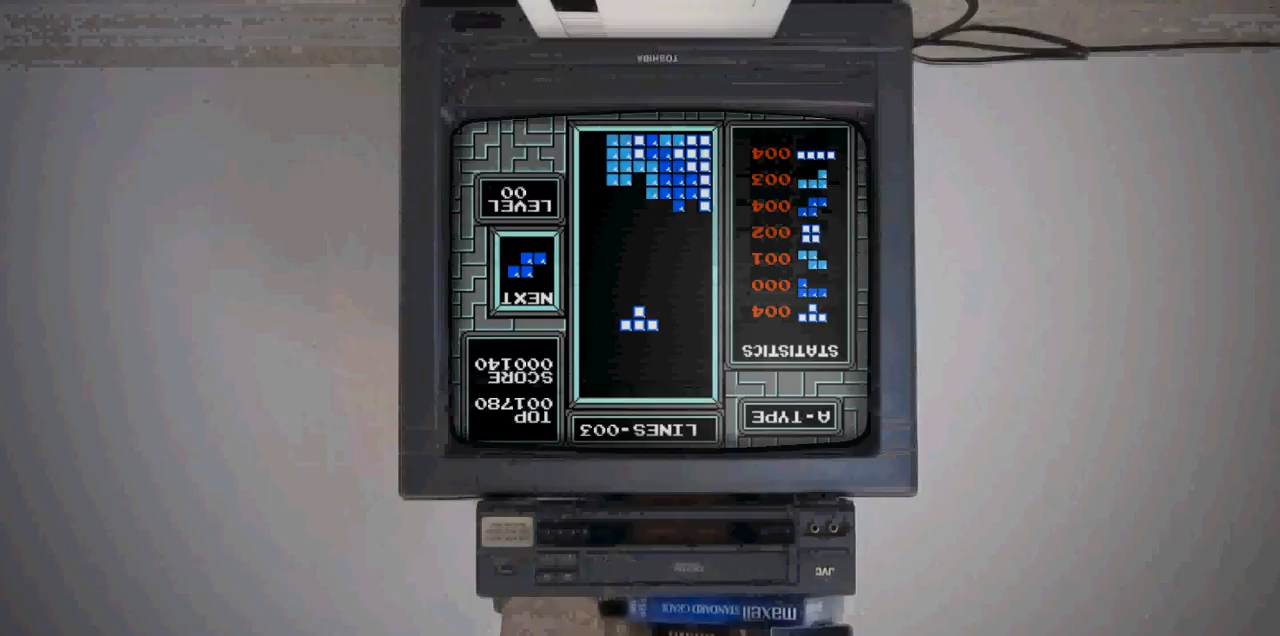 LINES-003
A-TYPE
TOP
001780
SCORE
000140
STATISTICS
004
000
001
002
004
003
004
NEXT
LEVEL
00
TOSHIBA
JVC
maxell STANDARD GRADE